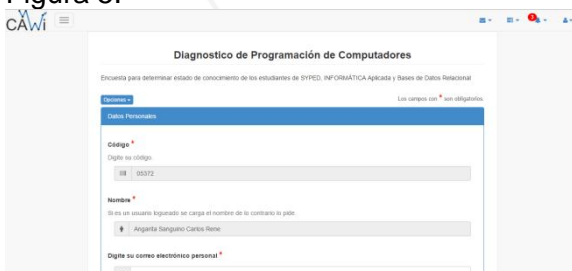 Figura 8.
CAWi
Diagnostico de Programación de Computadores
Encuesta para determinar estado de conocimiento de los estudiantes de SYPED, INFORMÁTICA Aplicada y Bases de Datos Relacional
Opciones
Los campos con * son obligatorios.
Datos Personales
Código *
Digite su código.
05372
Nombre *
Si es un usuario logueado se carga el nombre de lo contrario lo pide.
Angarita Sanguino Carlos Rene
Digite su correo electrónico personal *